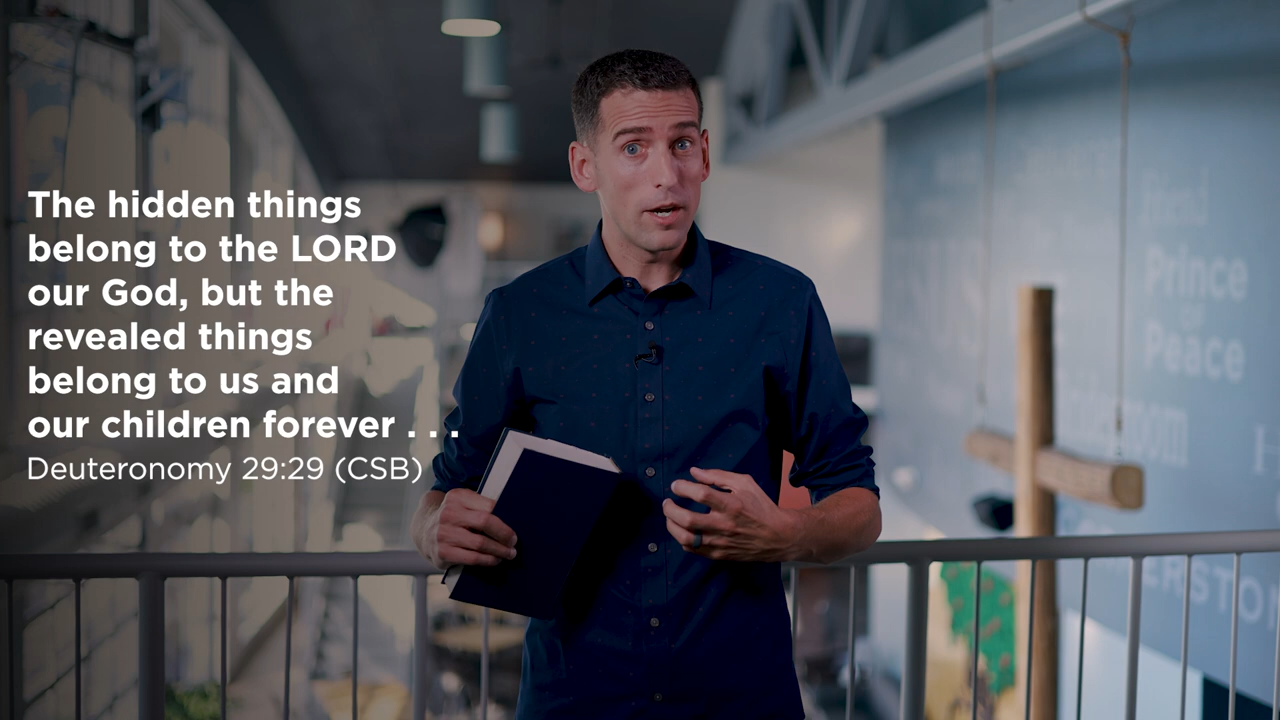 The hidden things
belong to the LORD
our God, but the
revealed things
belong to us and
our children forever . . .
Deuteronomy 29:29 (CSB)
Prince
of
Peace